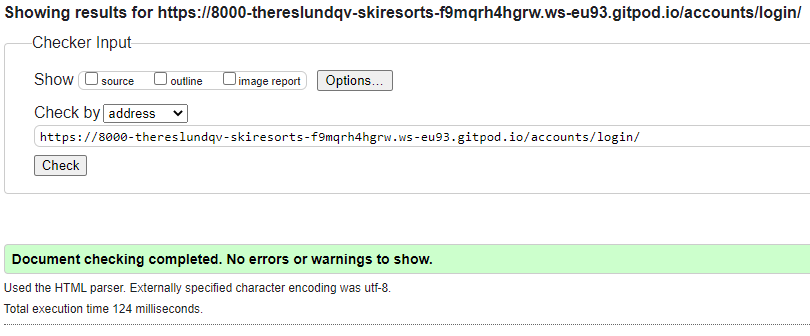 Showing results for https://8000-thereslundqv-skiresorts-f9mqrh4hgrw.ws-eu93.gitpod.io/accounts/login/
Checker Input
Show source outline image report Options...
Check by address
https://8000-thereslundqv-skiresorts-f9mqrh4hgrw.ws-eu93.gitpod.io/accounts/login/
Check
Document checking completed. No errors or warnings to show.
Used the HTML parser. Externally specified character encoding was utf-8.
Total execution time 124 milliseconds.